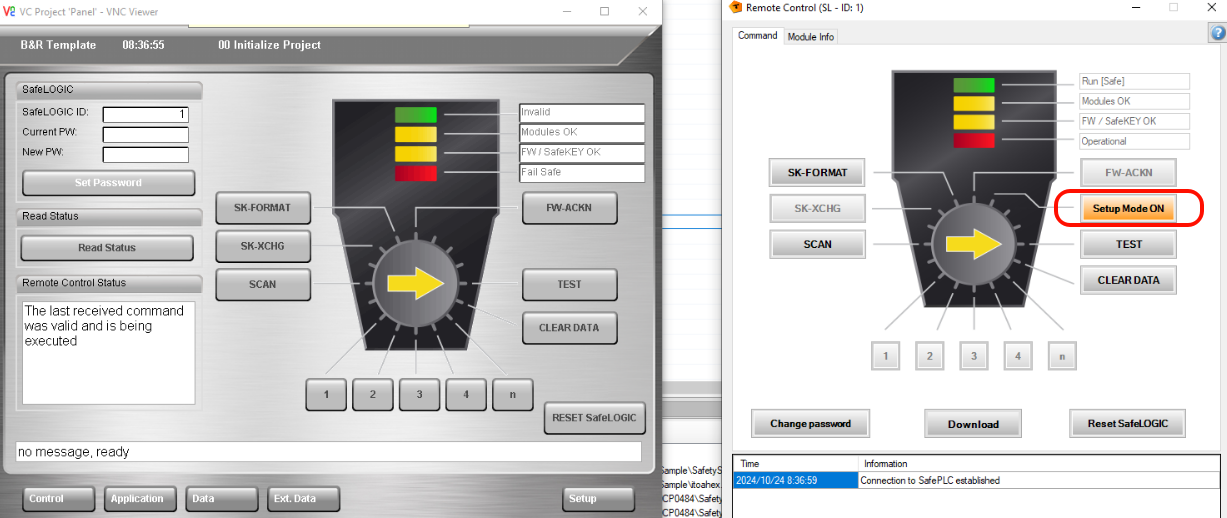 VC Project 'Panel' - VNC Viewer
B&R Template 08:36:55 00 Initialize Project
SafeLOGIC
SafeLOGIC ID: 1
Current PW:
New PW:
Set Password
Read Status
Read Status
Remote Control Status
The last received command
was valid and is being
executed
Invalid
Modules OK
FW / SafeKEY OK
Fail Safe
SK-FORMAT
FW-ACKN
SK-XCHG
SCAN
TEST
CLEAR DATA
1 2 3 4 n
RESET SafeLOGIC
no message, ready
Control Application Data Ext. Data Setup
ample\SafetyS
ample\itoahex.
CP0484\Safety
CP0484\Safety
Remote Control (SL - ID: 1)
Command Module Info
Run [Safe]
Modules OK
FW / SafeKEY OK
Operational
SK-FORMAT
FW-ACKN
SK-XCHG
Setup Mode ON
SCAN
TEST
CLEAR DATA
1 2 3 4 n
Change password Download Reset SafeLOGIC
Time Information
2024/10/24 8:36:59 Connection to SafePLC established